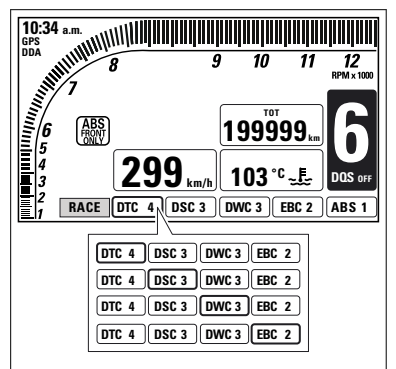 10:34 a.m.
GPS
DDA
1
2
3
4
5
6
7
8
9
10
11
12
RPM x 1000
ABS
FRONT
ONLY
TOT
199999 km
6
DQS OFF
299 km/h
103 °C
RACE DTC 4 DSC 3 DWC 3 EBC 2 ABS 1
DTC 4 DSC 3 DWC 3 EBC 2
DTC 4 DSC 3 DWC 3 EBC 2
DTC 4 DSC 3 DWC 3 EBC 2
DTC 4 DSC 3 DWC 3 EBC 2